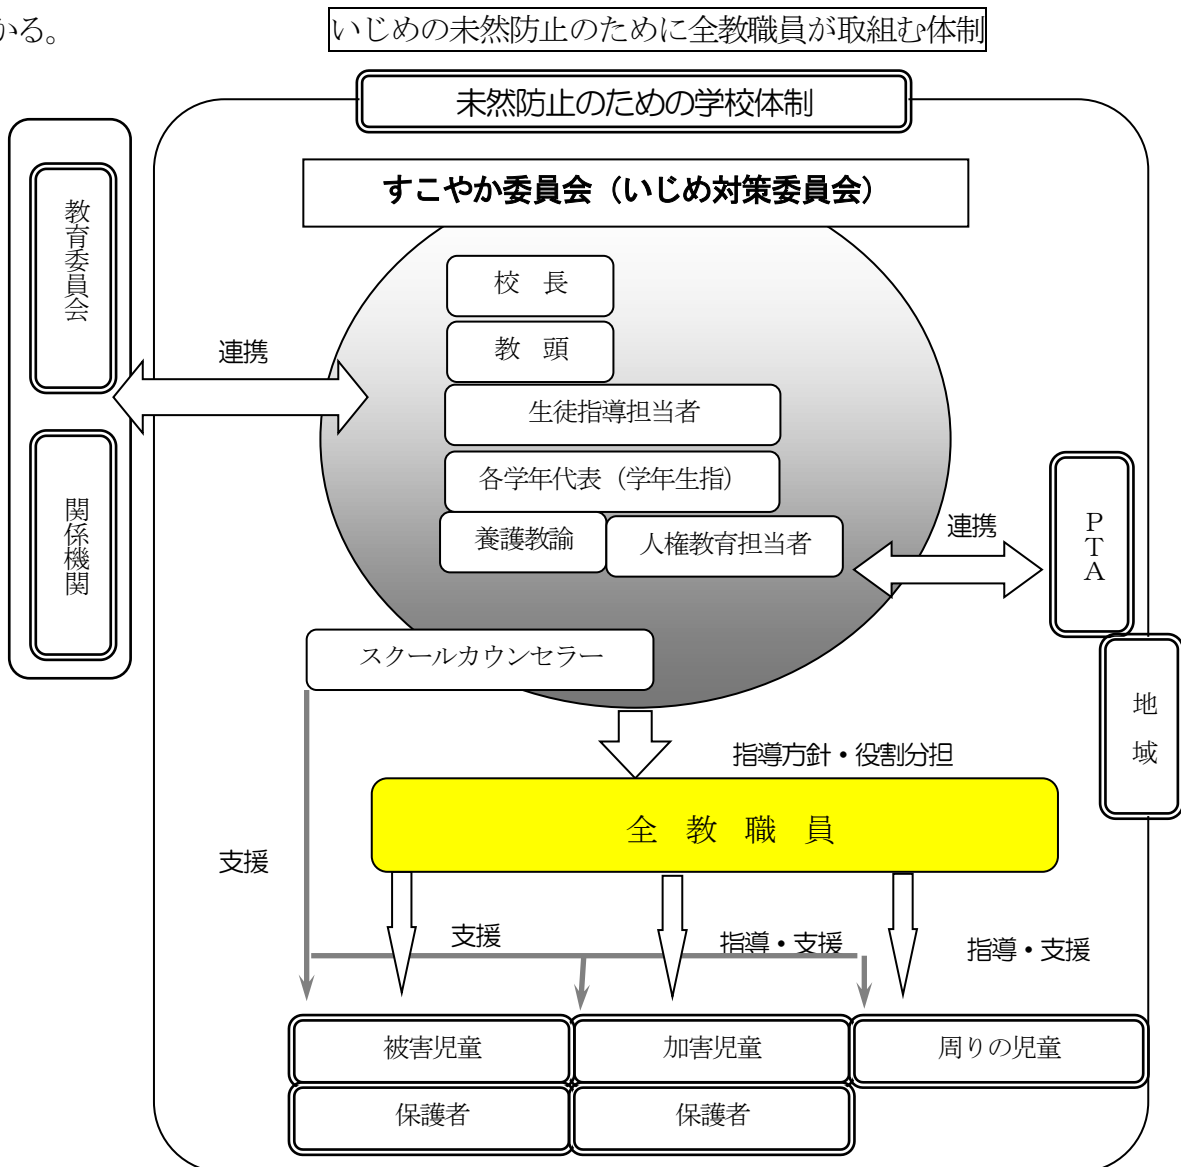 かる。
いじめの未然防止のために全教職員が取組む体制
未然防止のための学校体制
すこやか委員会（いじめ対策委員会）
教育委員会
関係機関
連携
校　長
教　頭
生徒指導担当者
各学年代表（学年生指）
養護教諭
人権教育担当者
スクールカウンセラー
連携
ＰＴＡ
地　域
指導方針・役割分担
全　教　職　員
支援
支援
指導・支援
指導・支援
被害児童
加害児童
周りの児童
保護者
保護者